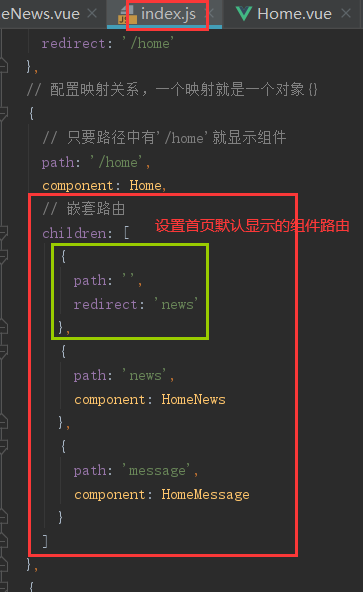 eNews.vue × index.js × Home.vue ×
redirect: '/home'
},
// 配置映射关系，一个映射就是一个对象{}
{
// 只要路径中有'/home'就显示组件
path: '/home',
component: Home,
// 嵌套路由
设置首页默认显示的组件路由
children: [
{
path: '',
redirect: 'news'
},
{
path: 'news',
component: HomeNews
},
{
path: 'message',
component: HomeMessage
}
]
},
{